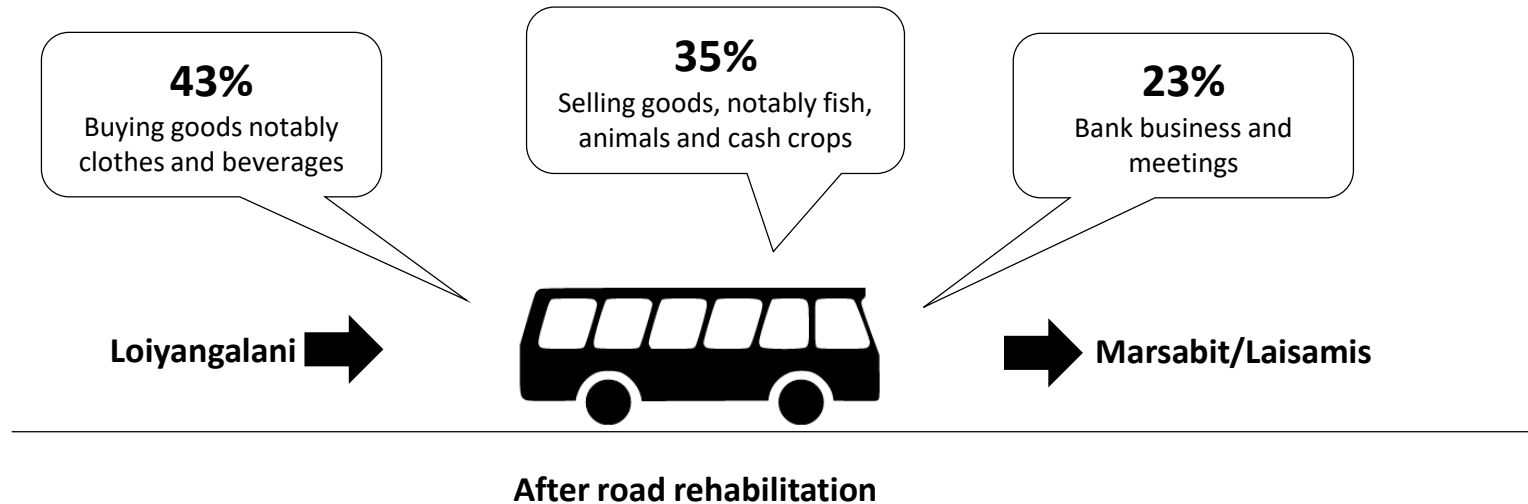 43%
Buying goods notably
clothes and beverages
35%
Selling goods, notably fish,
animals and cash crops
23%
Bank business and
meetings
Loiyangalani
Marsabit/Laisamis
After road rehabilitation